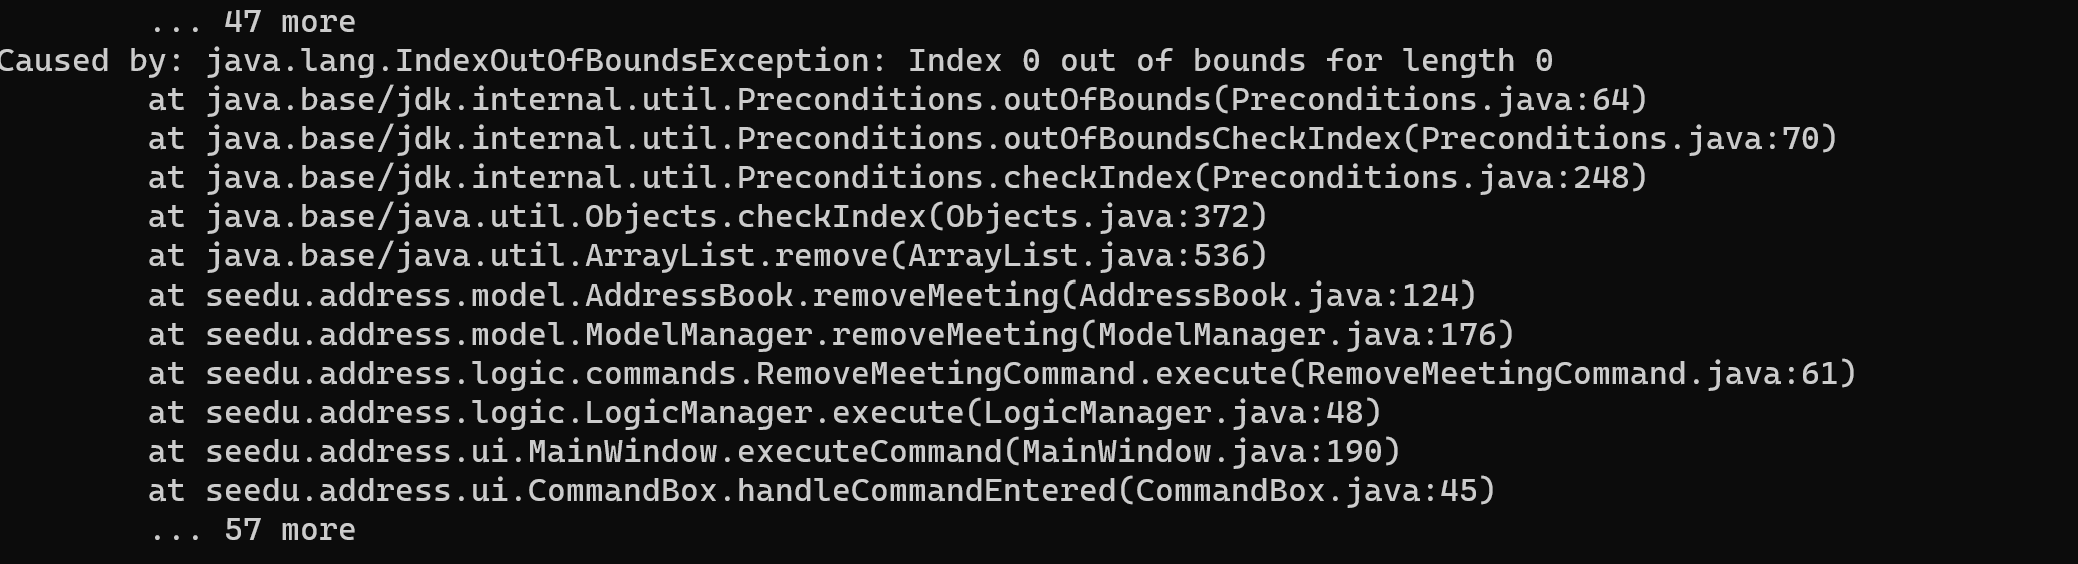 ... 47 more
Caused by: java.lang.IndexOutOfBoundsException: Index 0 out of bounds for length 0
at java.base/jdk.internal.util.Preconditions.outOfBounds(Preconditions.java:64)
at java.base/jdk.internal.util.Preconditions.outOfBoundsCheckIndex(Preconditions.java:70)
at java.base/jdk.internal.util.Preconditions.checkIndex(Preconditions.java:248)
at java.base/java.util.Objects.checkIndex(Objects.java:372)
at java.base/java.util.ArrayList.remove(ArrayList.java:536)
at seedu.address.model.AddressBook.removeMeeting(AddressBook.java:124)
at seedu.address.model.ModelManager.removeMeeting(ModelManager.java:176)
at seedu.address.logic.commands.RemoveMeetingCommand.execute(RemoveMeetingCommand.java:61)
at seedu.address.logic.LogicManager.execute(LogicManager.java:48)
at seedu.address.ui.MainWindow.executeCommand(MainWindow.java:190)
at seedu.address.ui.CommandBox.handleCommandEntered(CommandBox.java:45)
... 57 more